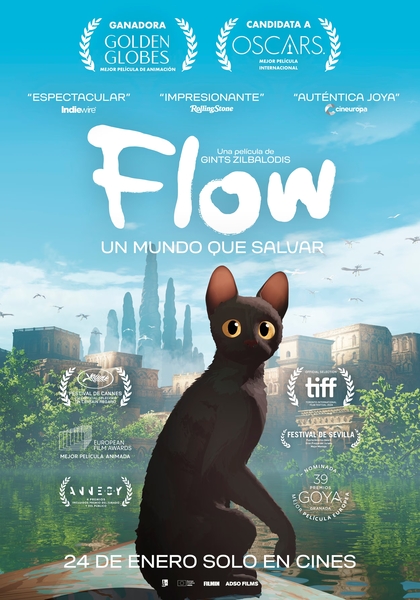 GANADORA
GOLDEN
GLOBES
MEJOR PELÍCULA DE ANIMACIÓN
CANDIDATA A
OSCARS
MEJOR PELÍCULA
INTERNACIONAL
“ESPECTACULAR”
IndieWire
“IMPRESIONANTE”
RollingStone
“AUTÉNTICA JOYA”
cineuropa
Una película de
GINTS ZILBALODIS
Flow
UN MUNDO QUE SALVAR
FESTIVAL DE CANNES
tiff
EUROPEAN
FILM AWARDS
MEJOR PELÍCULA ANIMADA
FESTIVAL DE SEVILLA
ANNECY
NOMINADA
39
PREMIOS
GOYA
GRANADA
MEJOR PELÍCULA EUROPEA
24 DE ENERO SOLO EN CINES
FILMIN
ADSO FILMS